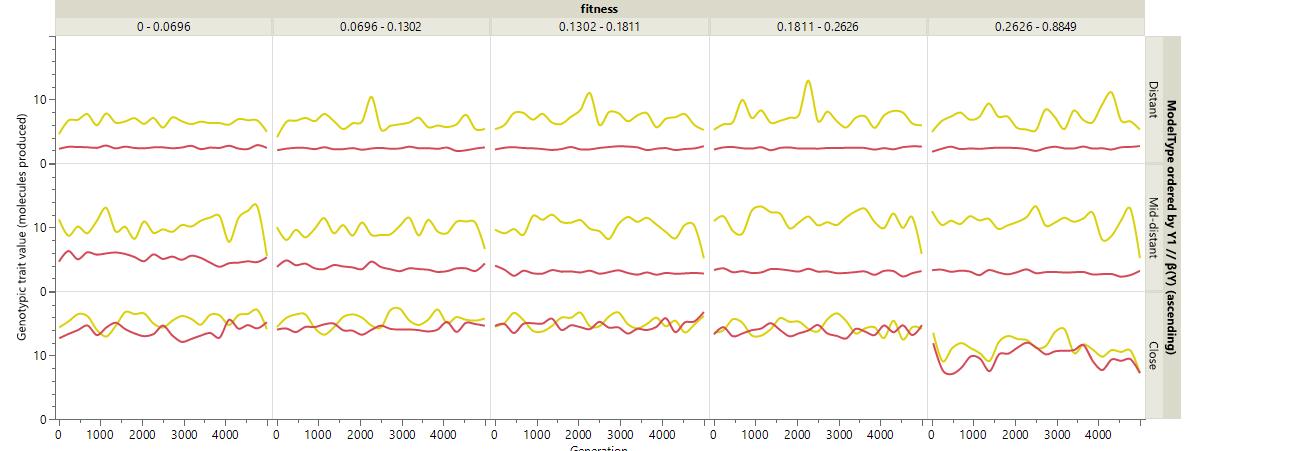 fitness
0 - 0.0696 0.0696 - 0.1302 0.1302 - 0.1811 0.1811 - 0.2626 0.2626 - 0.8849
Genotypic trait value (molecules produced)
10
0
Distant
10
0
Mid-distant
10
0
Close
ModelType ordered by Y1 // β(Y) (ascending)
0 1000 2000 3000 4000 0 1000 2000 3000 4000 0 1000 2000 3000 4000 0 1000 2000 3000 4000 0 1000 2000 3000 4000
Generation